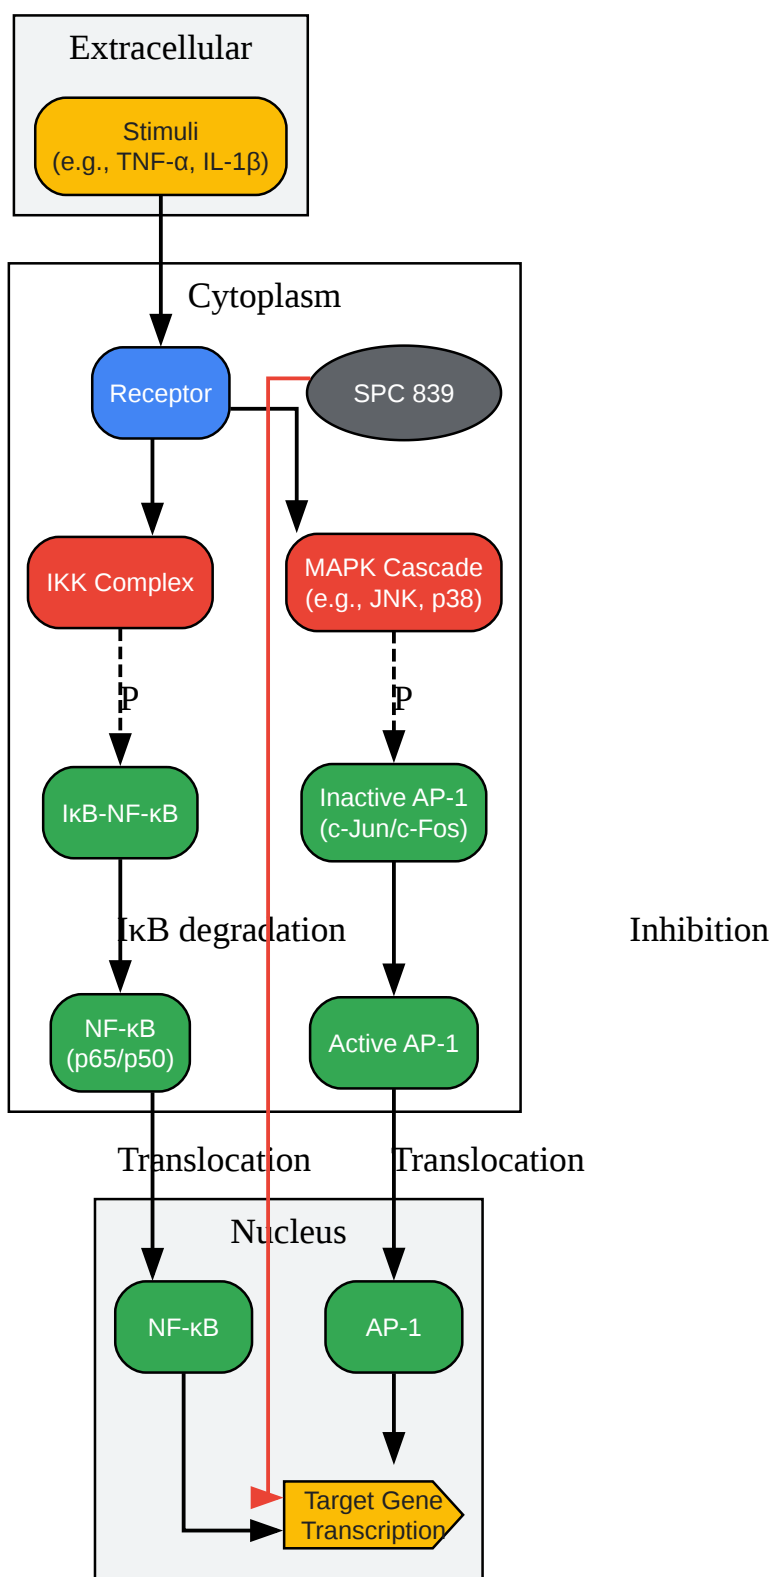 Extracellular
Stimuli
(e.g., TNF-α, IL-1β)
Cytoplasm
Receptor
SPC 839
IKK Complex
MAPK Cascade
(e.g., JNK, p38)
P
P
IκB-NF-κB
Inactive AP-1
(c-Jun/c-Fos)
IκB degradation
Inhibition
NF-κB
(p65/p50)
Active AP-1
Translocation
Translocation
Nucleus
NF-κB
AP-1
Target Gene
Transcription